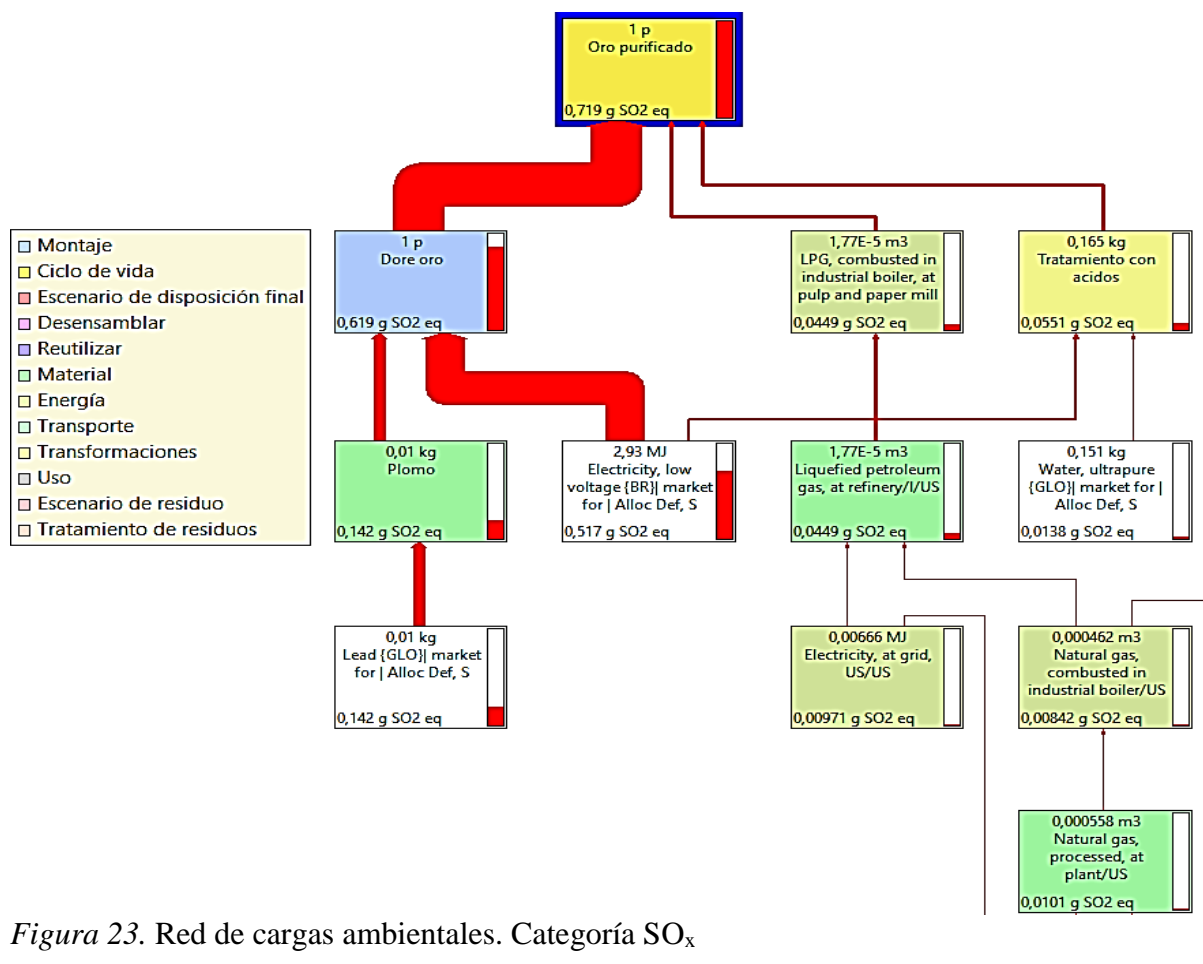 1 p
Oro purificado
0,719 g SO2 eq
Montaje
Ciclo de vida
Escenario de disposición final
Desensamblar
Reutilizar
Material
Energía
Transporte
Transformaciones
Uso
Escenario de residuo
Tratamiento de residuos
1 p
Dore oro
0,619 g SO2 eq
1,77E-5 m3
LPG, combusted in
industrial boiler, at
pulp and paper mill
0,0449 g SO2 eq
0,165 kg
Tratamiento con
acidos
0,0551 g SO2 eq
0,01 kg
Plomo
0,142 g SO2 eq
2,93 MJ
Electricity, low
voltage {BR}| market
for | Alloc Def, S
0,517 g SO2 eq
1,77E-5 m3
Liquefied petroleum
gas, at refinery/l/US
0,0449 g SO2 eq
0,151 kg
Water, ultrapure
{GLO}| market for |
Alloc Def, S
0,0138 g SO2 eq
0,01 kg
Lead {GLO}| market
for | Alloc Def, S
0,142 g SO2 eq
0,00666 MJ
Electricity, at grid,
US/US
0,00971 g SO2 eq
0,000462 m3
Natural gas,
combusted in
industrial boiler/US
0,00842 g SO2 eq
0,000558 m3
Natural gas,
processed, at
plant/US
0,0101 g SO2 eq
Figura 23. Red de cargas ambientales. Categoría SOx